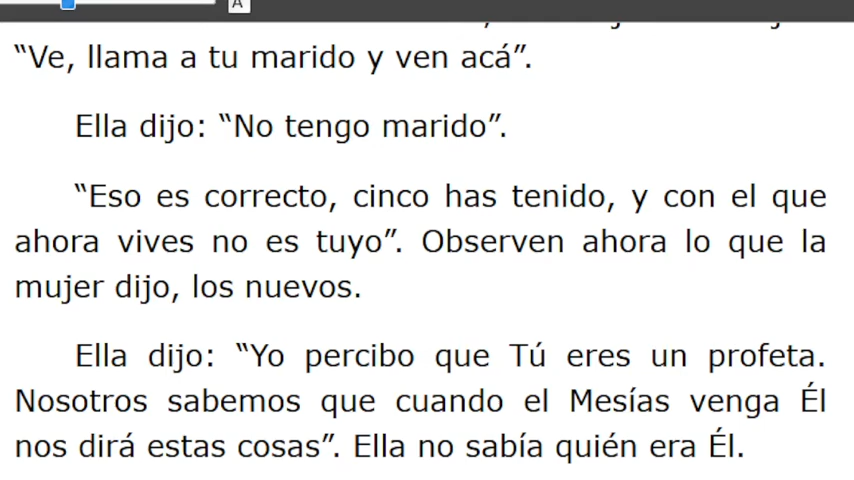 A
“Ve, llama a tu marido y ven acá”.
Ella dijo: “No tengo marido”.
“Eso es correcto, cinco has tenido, y con el que
ahora vives no es tuyo”. Observen ahora lo que la
mujer dijo, los nuevos.
Ella dijo: “Yo percibo que Tú eres un profeta.
Nosotros sabemos que cuando el Mesías venga Él
nos dirá estas cosas”. Ella no sabía quién era Él.